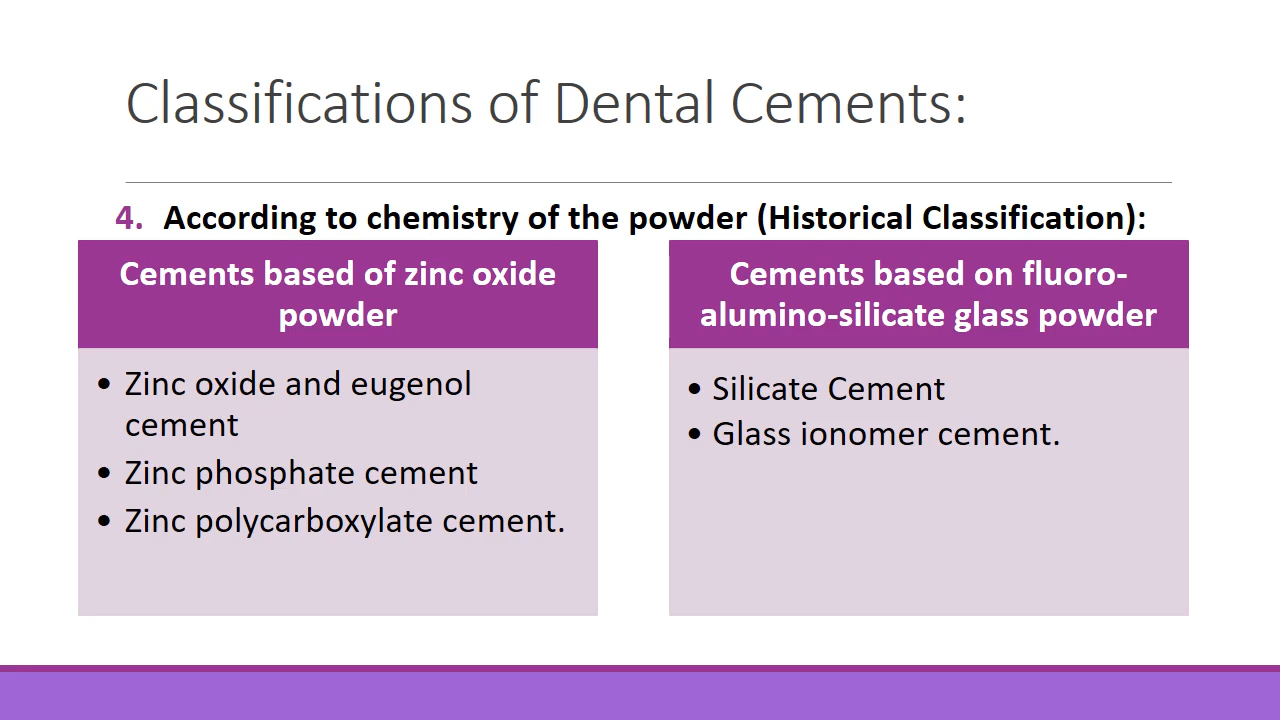 Classifications of Dental Cements:
4. According to chemistry of the powder (Historical Classification):
Cements based of zinc oxide
powder
• Zinc oxide and eugenol
cement
• Zinc phosphate cement
• Zinc polycarboxylate cement.
Cements based on fluoro-
alumino-silicate glass powder
• Silicate Cement
• Glass ionomer cement.